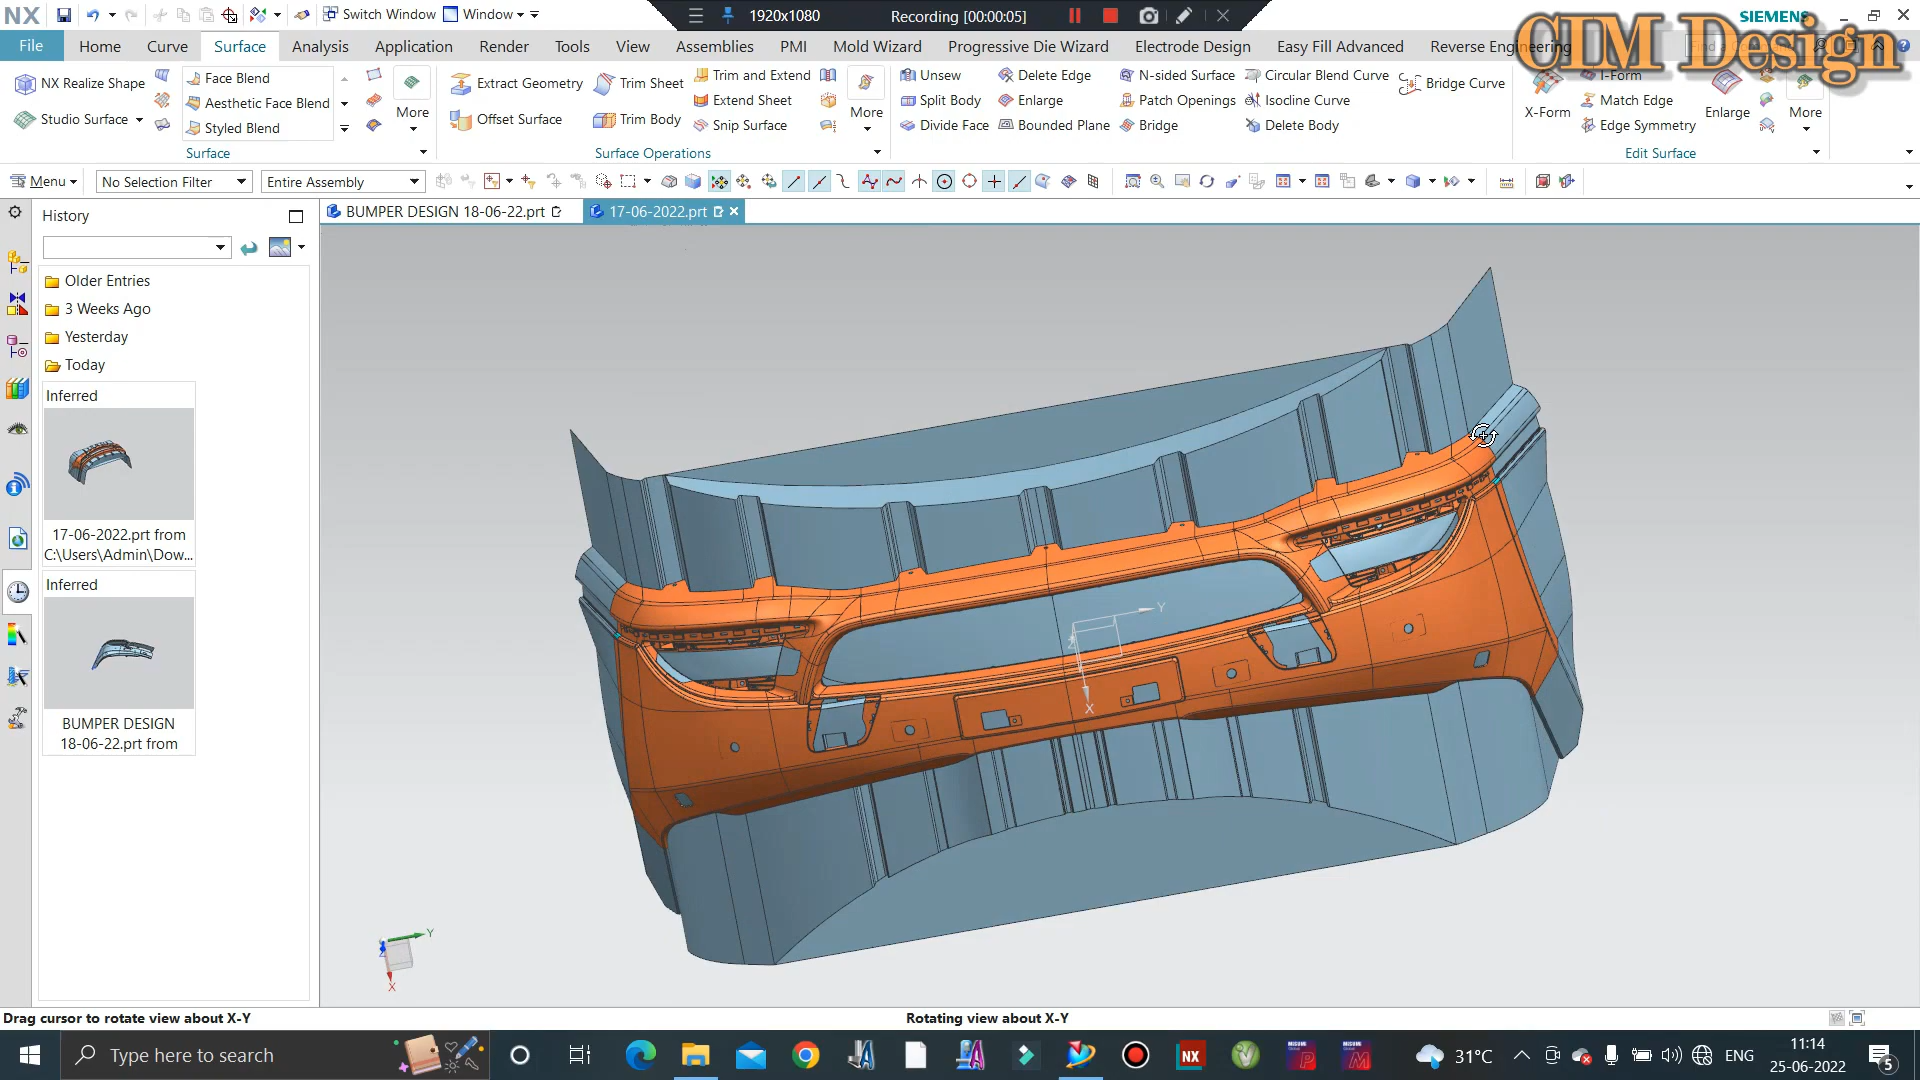 NX
Switch Window
Window
1920x1080
Recording [00:00:05]
SIEMENS
CIM Design
File
Home
Curve
Surface
Analysis
Application
Render
Tools
View
Assemblies
PMI
Mold Wizard
Progressive Die Wizard
Electrode Design
Easy Fill Advanced
Reverse Engineering
NX Realize Shape
Studio Surface
Face Blend
Aesthetic Face Blend
Styled Blend
More
Surface
Extract Geometry
Offset Surface
Trim Sheet
Trim Body
Trim and Extend
Extend Sheet
Snip Surface
More
Surface Operations
Unsew
Split Body
Divide Face
Delete Edge
Enlarge
Bounded Plane
N-sided Surface
Patch Openings
Bridge
Circular Blend Curve
Isocline Curve
Delete Body
Bridge Curve
X-Form
I-Form
Match Edge
Edge Symmetry
Enlarge
More
Edit Surface
Menu
No Selection Filter
Entire Assembly
History
BUMPER DESIGN 18-06-22.prt
17-06-2022.prt
Older Entries
3 Weeks Ago
Yesterday
Today
Inferred
17-06-2022.prt from
C:\Users\Admin\Dow...
Inferred
BUMPER DESIGN
18-06-22.prt from
Y
X
Y
X
Drag cursor to rotate view about X-Y
Rotating view about X-Y
Type here to search
NX
P
M
31°C
ENG
11:14
25-06-2022
5